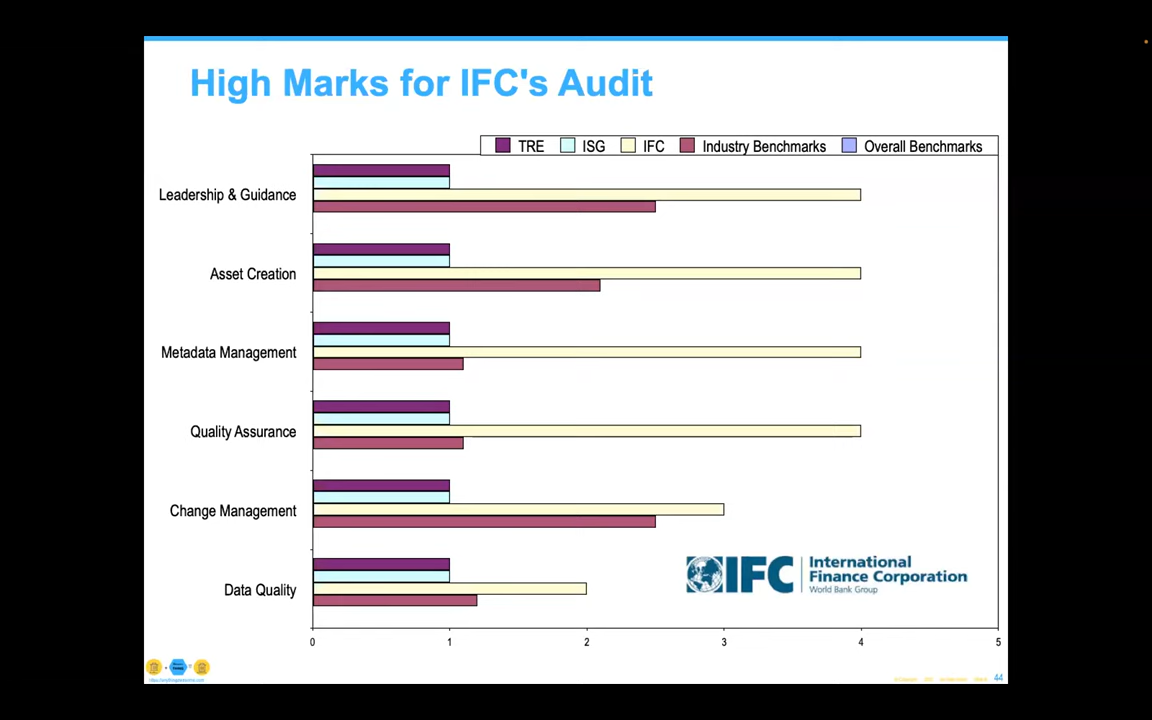 High Marks for IFC's Audit
TRE ISG IFC Industry Benchmarks Overall Benchmarks
Leadership & Guidance
Asset Creation
Metadata Management
Quality Assurance
Change Management
Data Quality
IFC International
Finance Corporation
World Bank Group
0 1 2 3 4 5
44